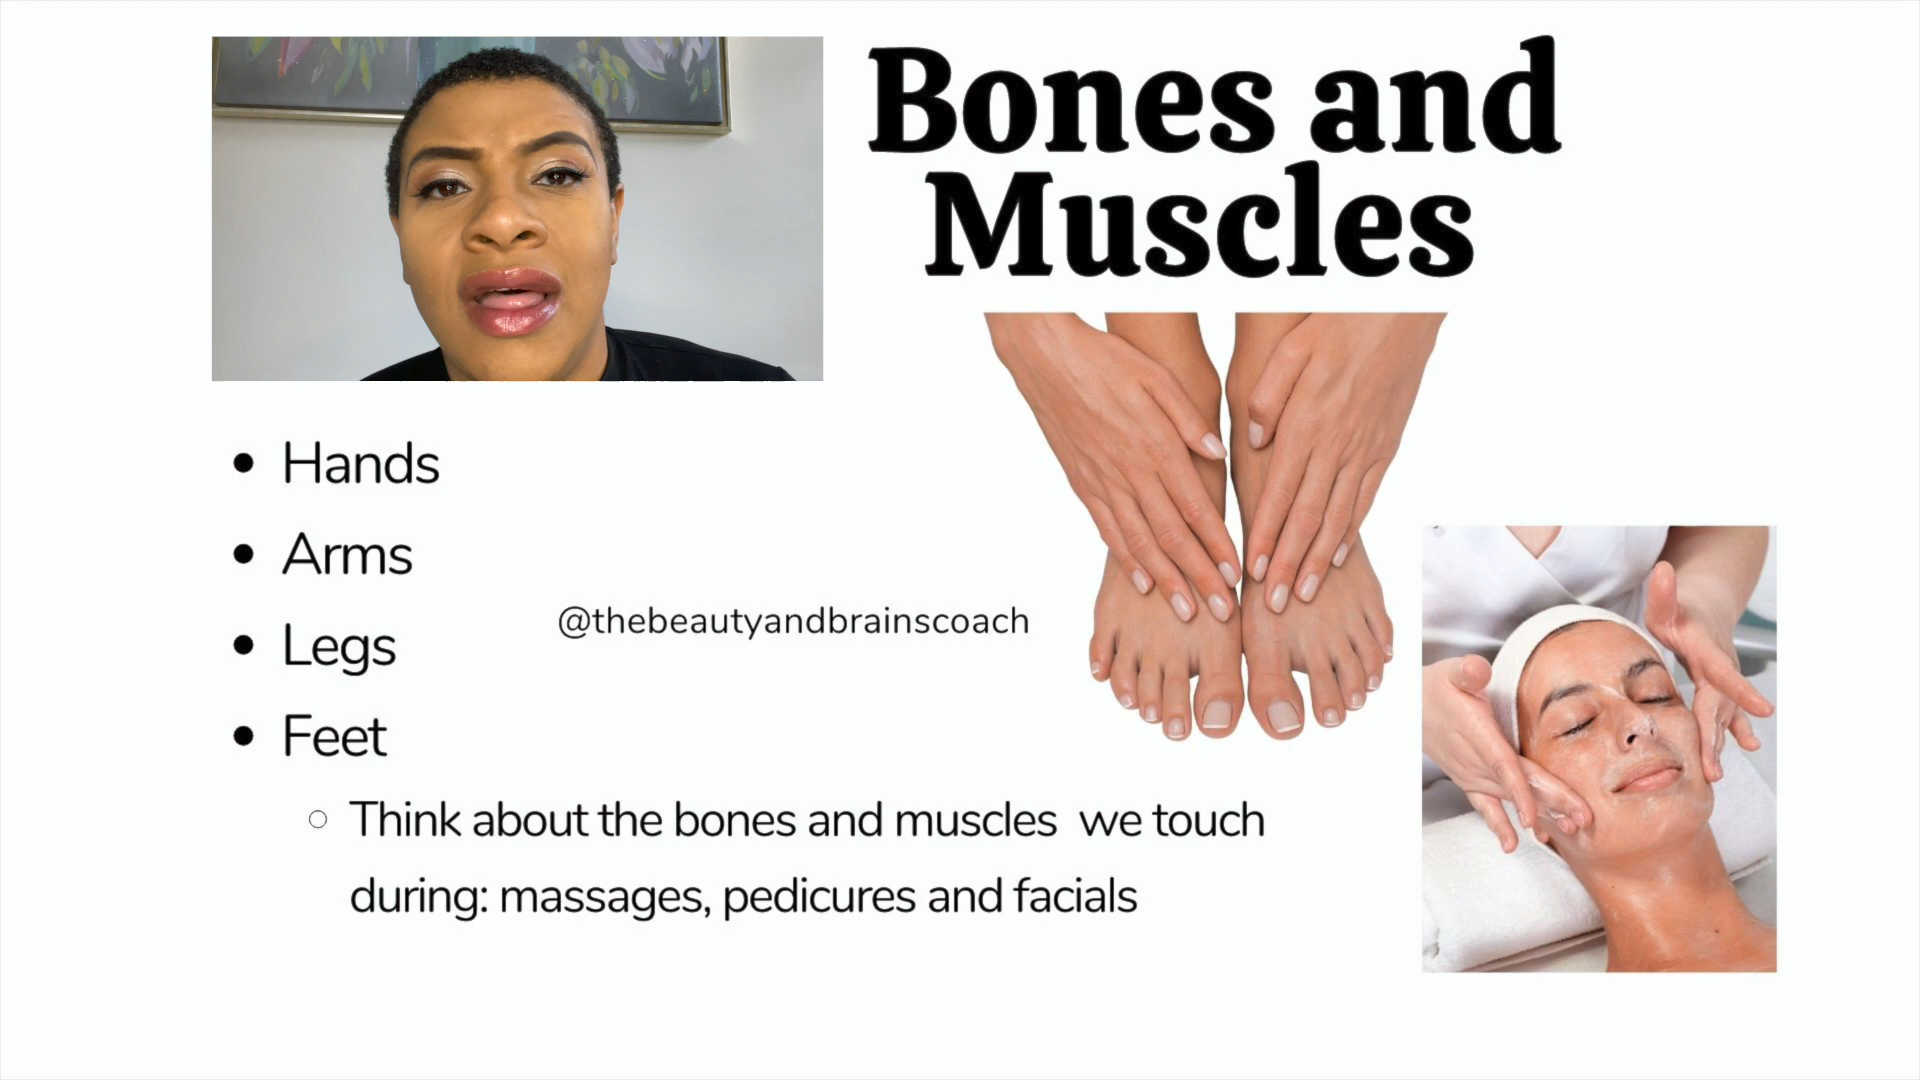 Bones and
Muscles
Hands
Arms
Legs
Feet
@thebeautyandbrainscoach
Think about the bones and muscles we touch
during: massages, pedicures and facials